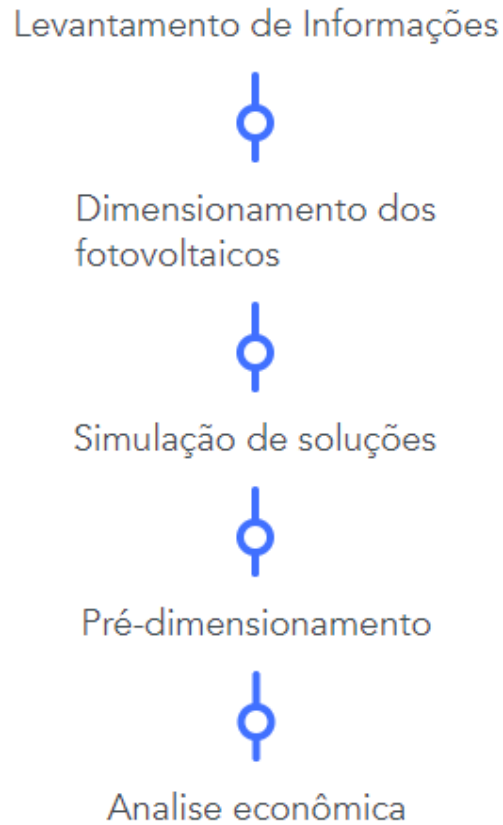 Levantamento de Informações
Dimensionamento dos
fotovoltaicos
Simulação de soluções
Pré-dimensionamento
Analise econômica